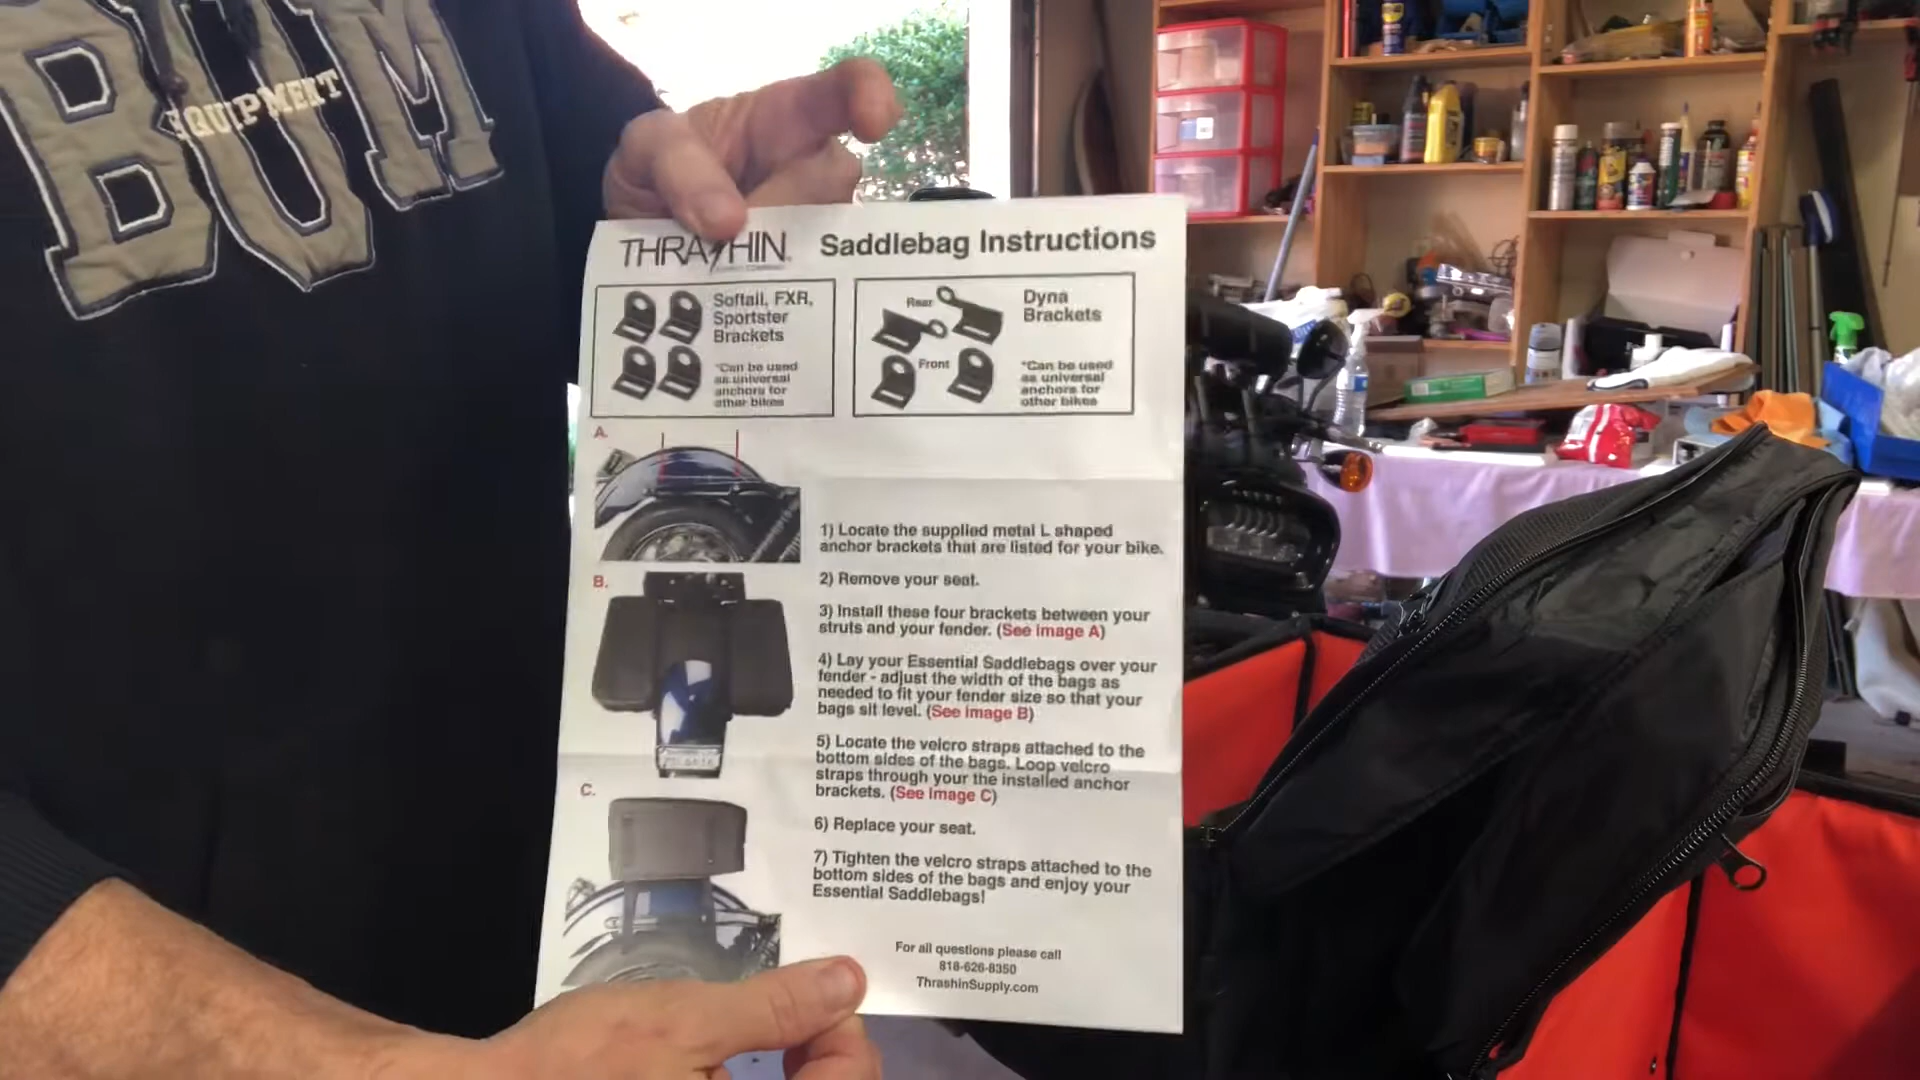 BUM
EQUIPMENT
THRASHIN
Saddlebag Instructions
Softail, FXR,
Sportster
Brackets
*Can be used
as universal
anchors for
other bikes
Rear
Front
Dyna
Brackets
*Can be used
as universal
anchors for
other bikes
A.
B.
C.
1) Locate the supplied metal L shaped
anchor brackets that are listed for your bike.
2) Remove your seat.
3) Install these four brackets between your
struts and your fender. (See image A)
4) Lay your Essential Saddlebags over your
fender - adjust the width of the bags as
needed to fit your fender size so that your
bags sit level. (See image B)
5) Locate the velcro straps attached to the
bottom sides of the bags. Loop velcro
straps through your the installed anchor
brackets. (See image C)
6) Replace your seat.
7) Tighten the velcro straps attached to the
bottom sides of the bags and enjoy your
Essential Saddlebags!
For all questions please call
818-626-8350
ThrashinSupply.com